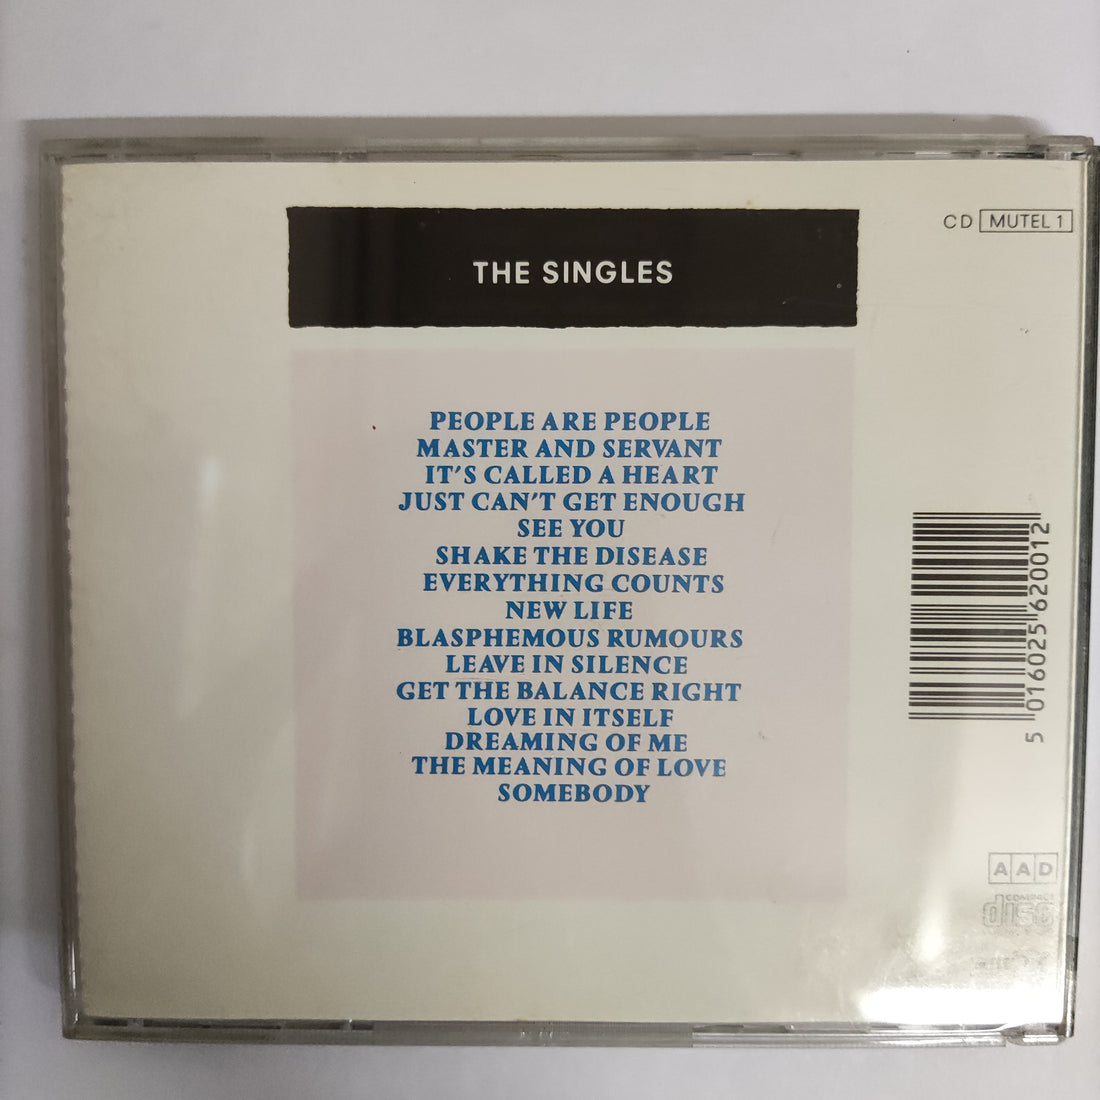 CD MUTEL 1
THE SINGLES
PEOPLE ARE PEOPLE
MASTER AND SERVANT
IT'S CALLED A HEART
JUST CAN'T GET ENOUGH
SEE YOU
SHAKE THE DISEASE
EVERYTHING COUNTS
NEW LIFE
BLASPHEMOUS RUMOURS
LEAVE IN SILENCE
GET THE BALANCE RIGHT
LOVE IN ITSELF
DREAMING OF ME
THE MEANING OF LOVE
SOMEBODY
5 016025 620012
AAD
COMPACT
disc